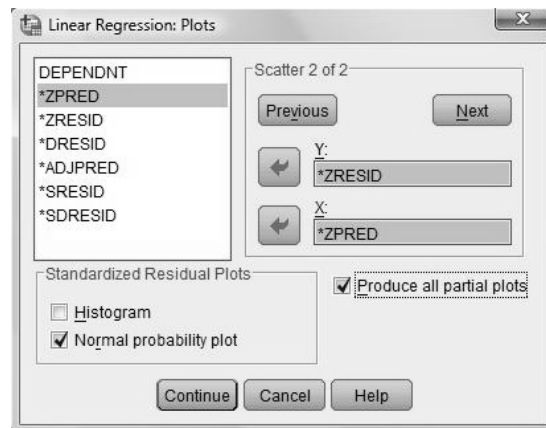 Linear Regression: Plots
DEPENDNT
*ZPRED
*ZRESID
*DRESID
*ADJPRED
*SRESID
*SDRESID
Scatter 2 of 2
Previous
Next
Y:
*ZRESID
X:
*ZPRED
Standardized Residual Plots
Histogram
Normal probability plot
Produce all partial plots
Continue
Cancel
Help